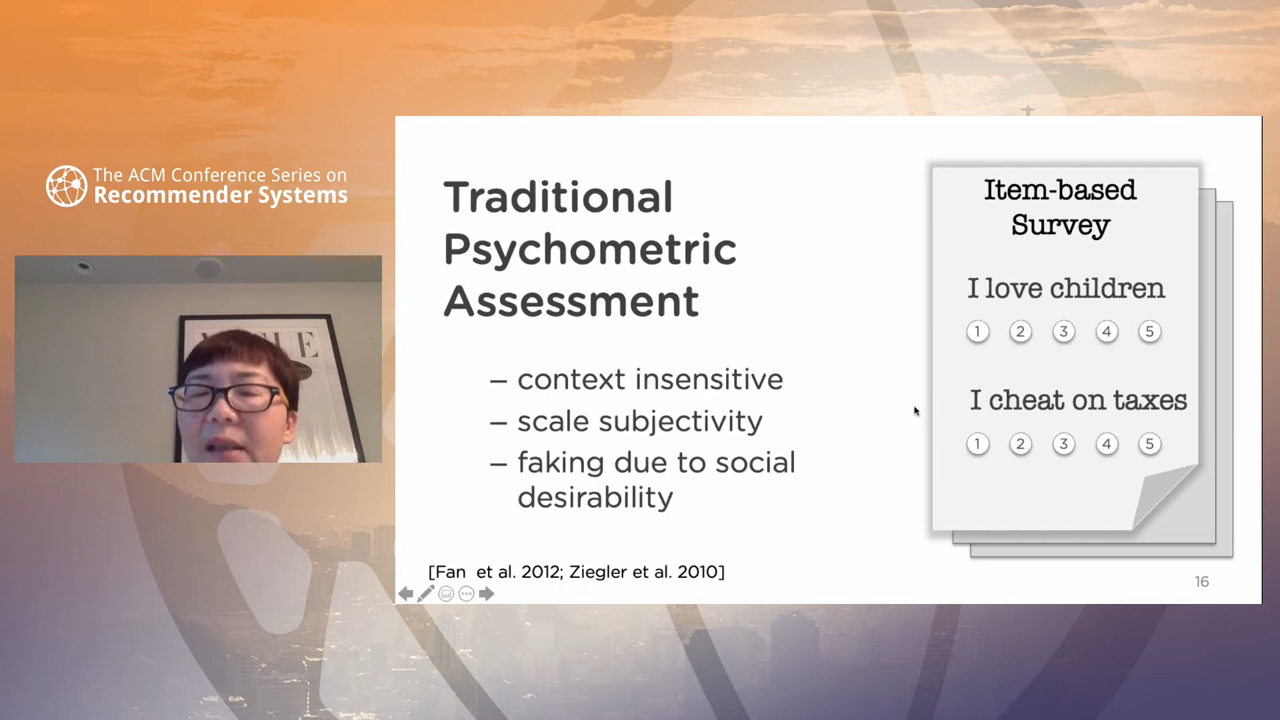 The ACM Conference Series on
Recommender Systems
Traditional
Psychometric
Assessment
– context insensitive
– scale subjectivity
– faking due to social
desirability
[Fan et al. 2012; Ziegler et al. 2010]
Item-based
Survey
I love children
1 2 3 4 5
I cheat on taxes
1 2 3 4 5
16